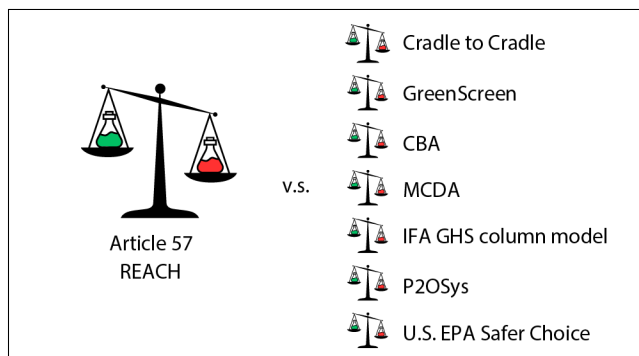 Article 57
REACH
v.s.
Cradle to Cradle
GreenScreen
CBA
MCDA
IFA GHS column model
P2OSys
U.S. EPA Safer Choice